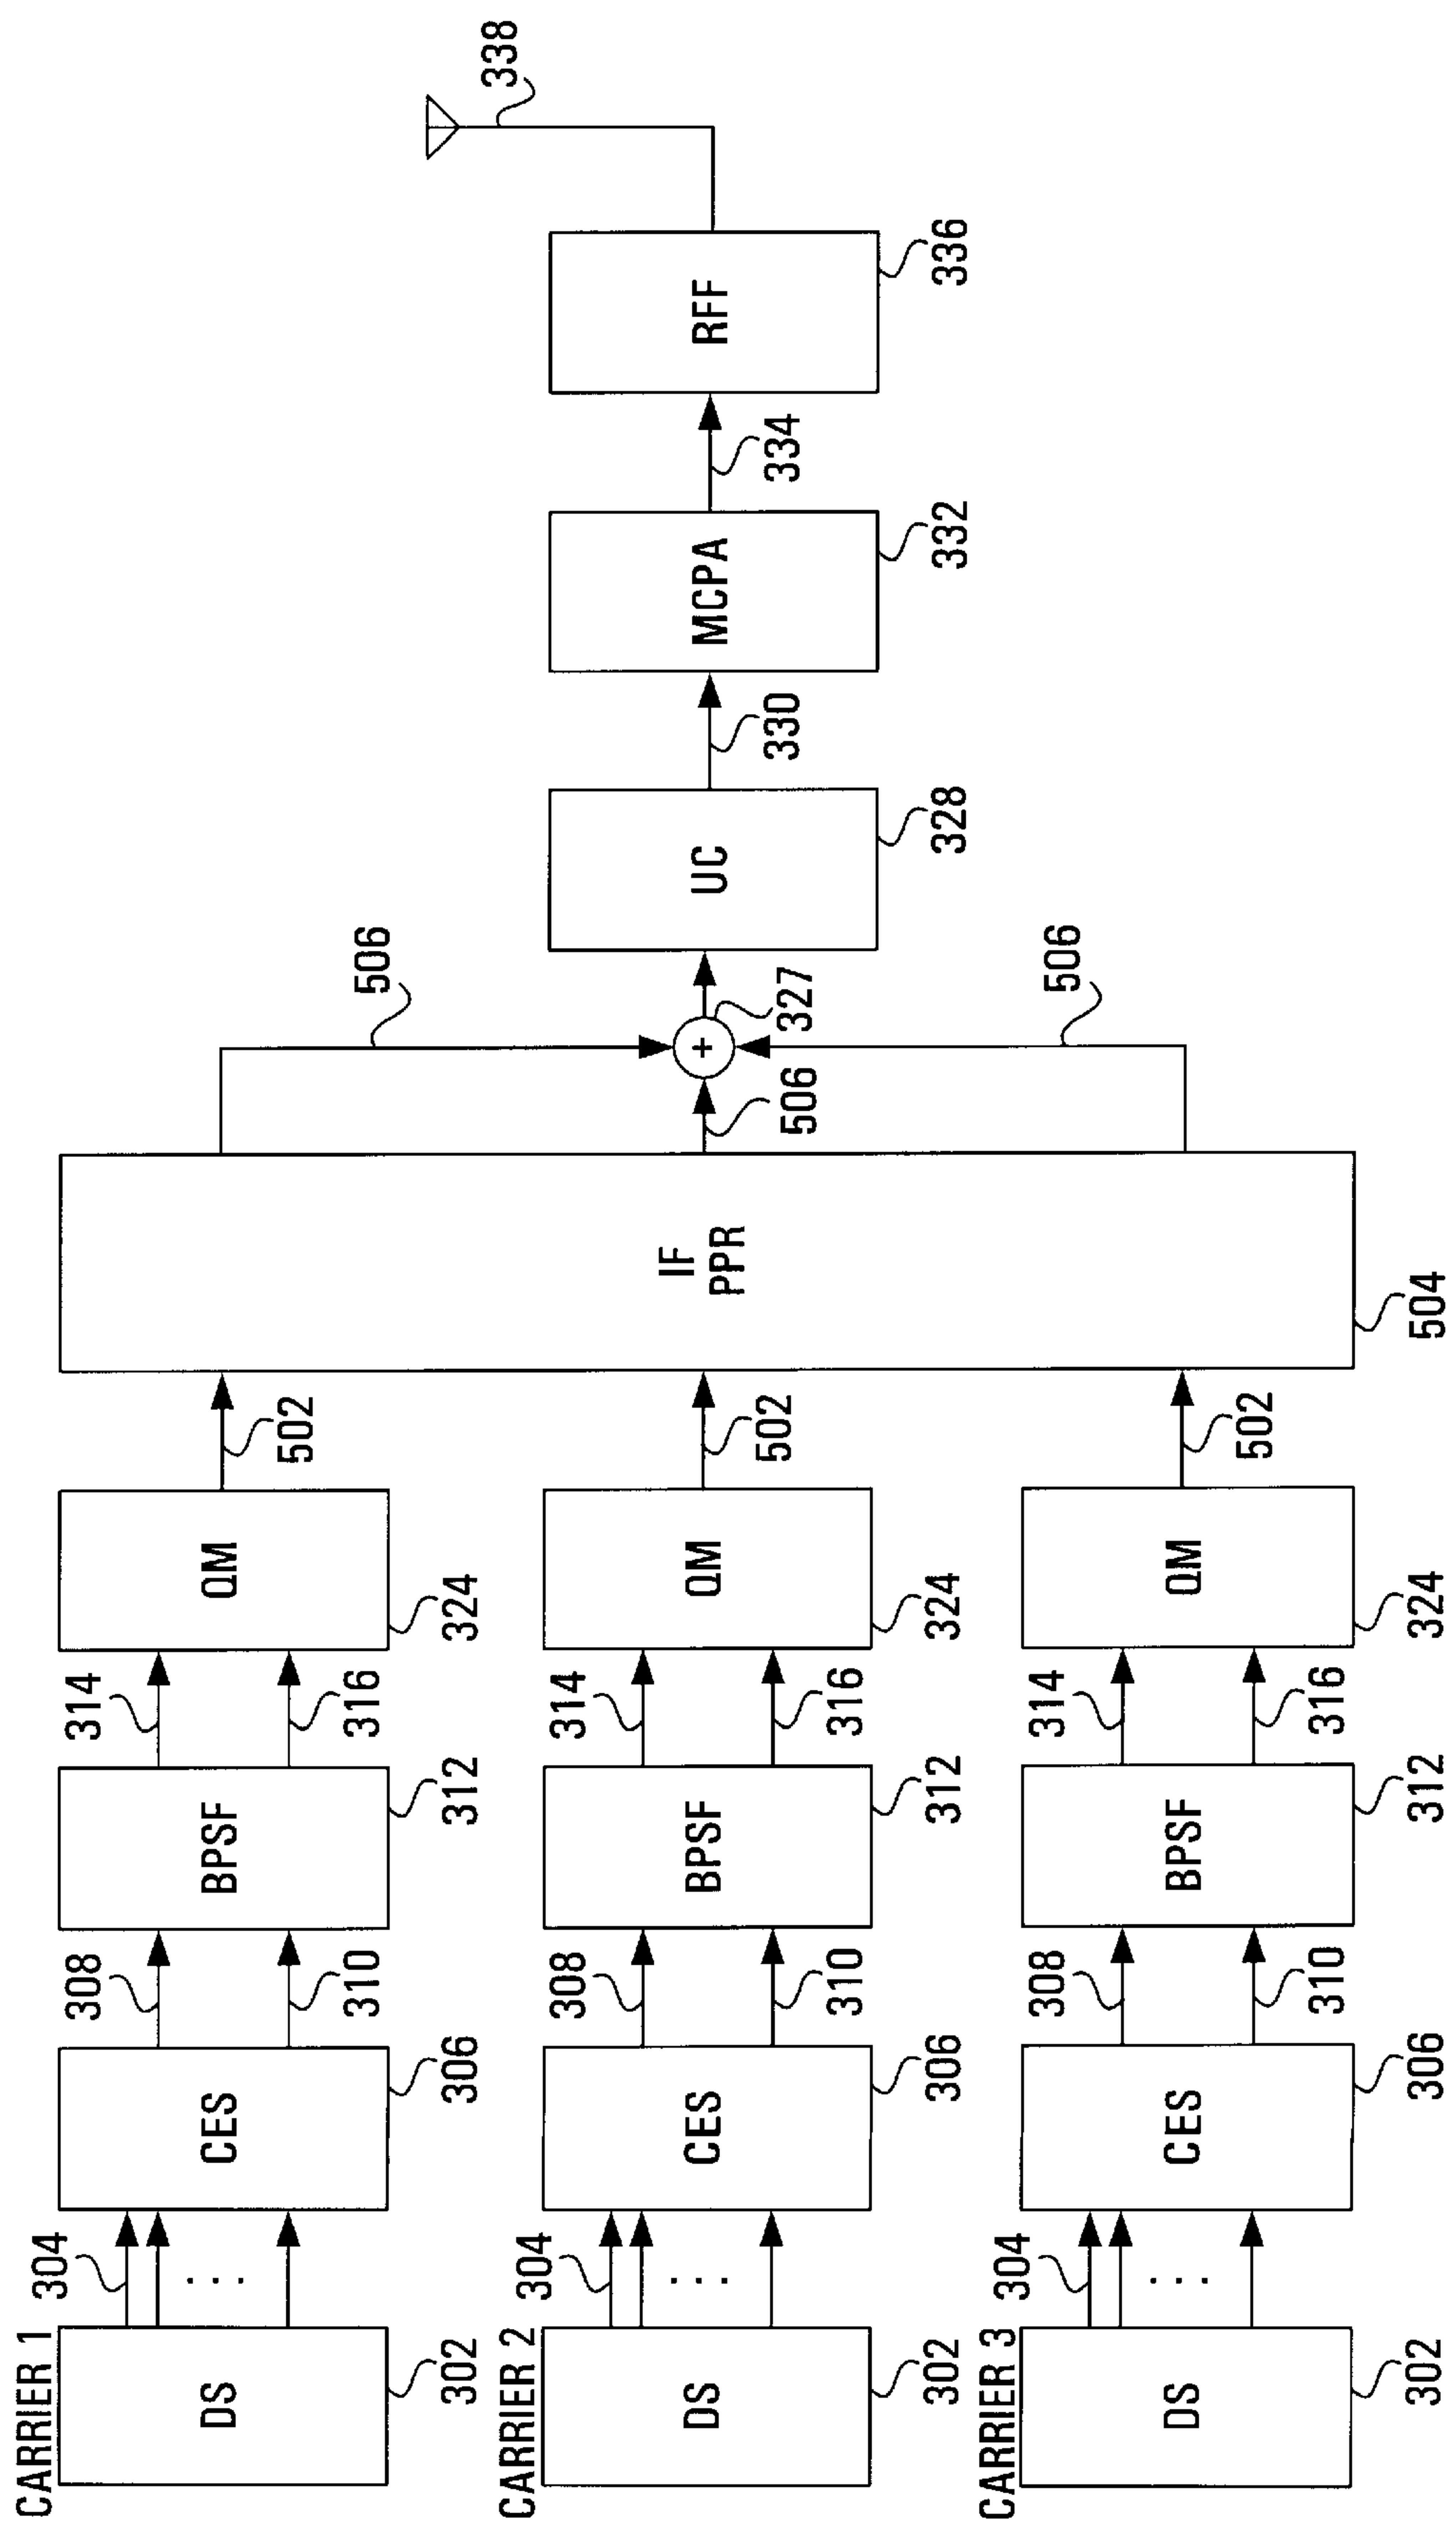 CARRIER 1
DS
302
304
CES
306
308
310
BPSF
312
314
316
QM
324
502
CARRIER 2
DS
302
304
CES
306
308
310
BPSF
312
314
316
QM
324
502
CARRIER 3
DS
302
304
CES
306
308
310
BPSF
312
314
316
QM
324
502
IF
PPR
504
506
506
506
+
327
UC
328
330
MCPA
332
334
RFF
336
338